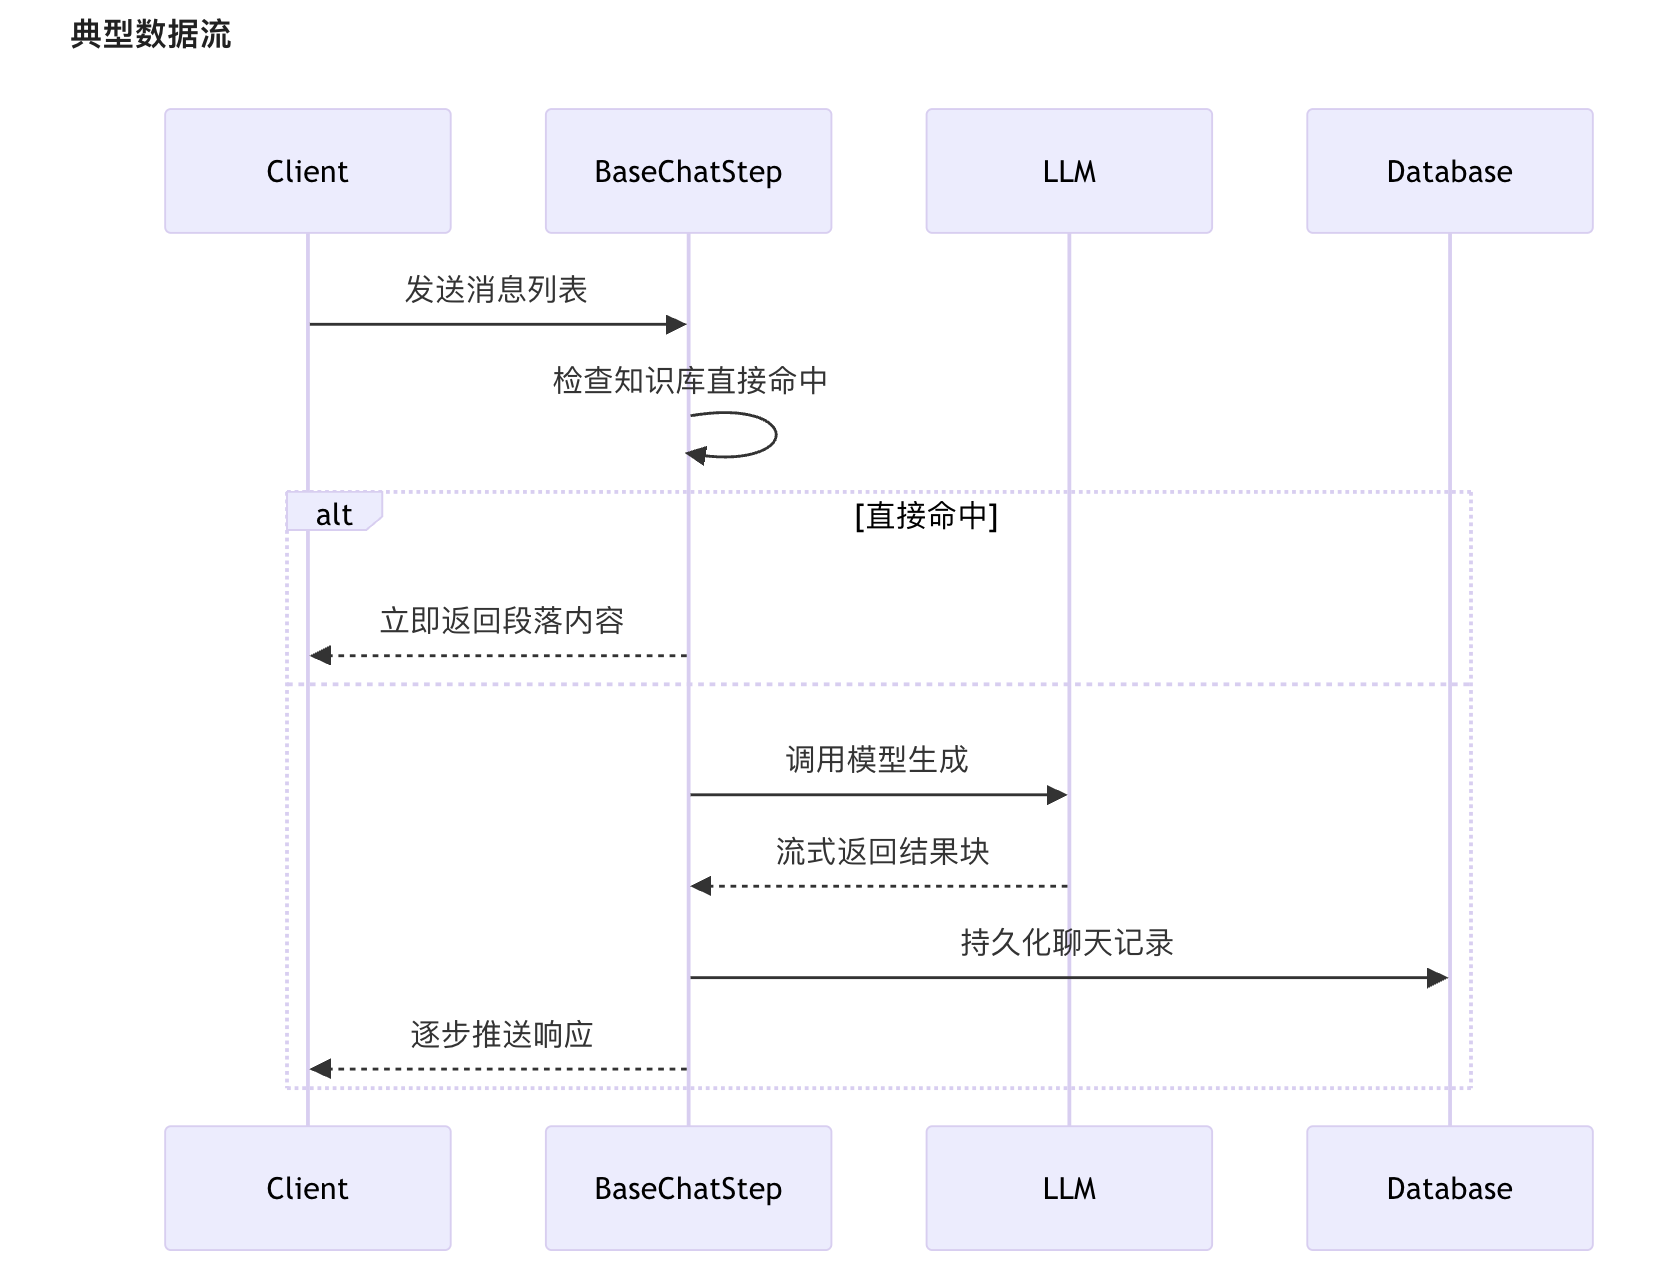 典型数据流
Client
BaseChatStep
LLM
Database
发送消息列表
检查知识库直接命中
alt
[直接命中]
立即返回段落内容
调用模型生成
流式返回结果块
持久化聊天记录
逐步推送响应
Client
BaseChatStep
LLM
Database